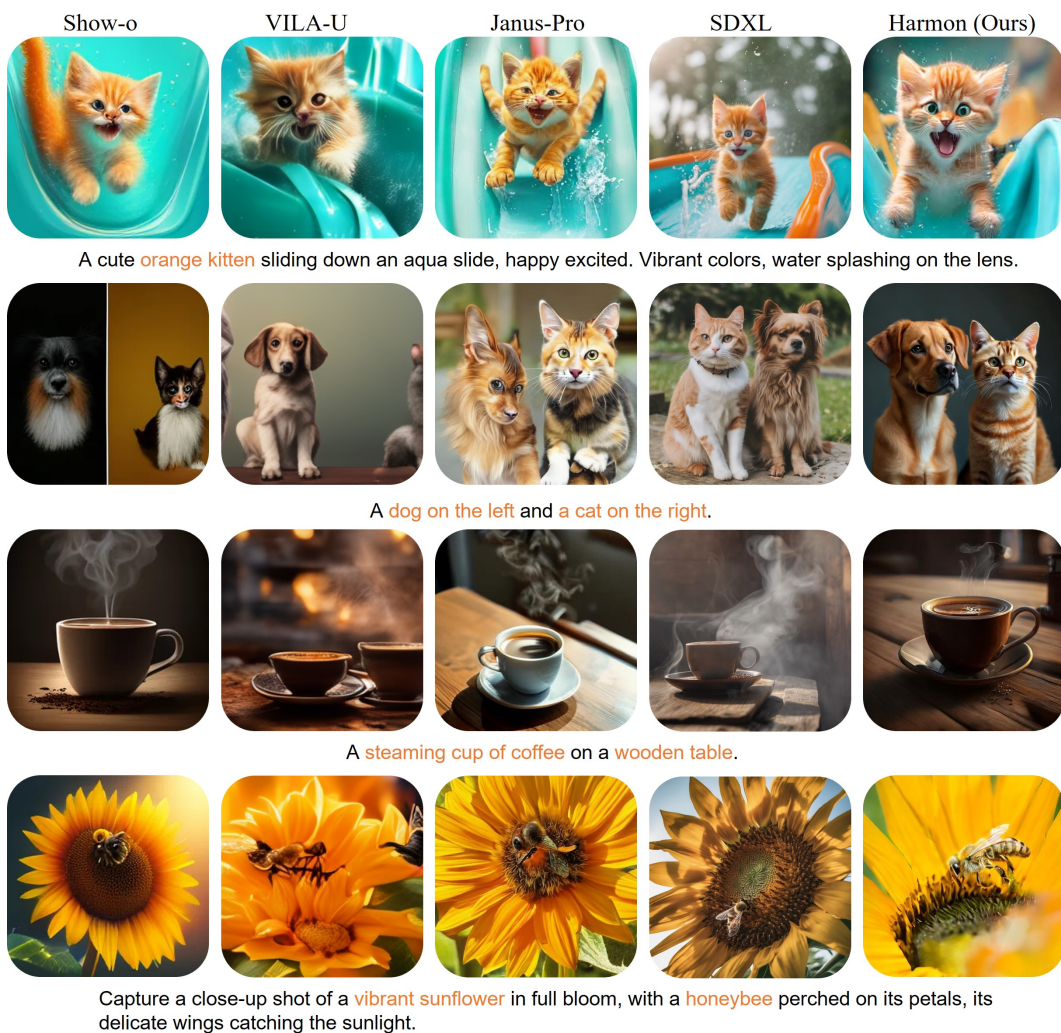 Show-o
VILA-U
Janus-Pro
SDXL
Harmon (Ours)
A cute orange kitten sliding down an aqua slide, happy excited. Vibrant colors, water splashing on the lens.
A dog on the left and a cat on the right.
A steaming cup of coffee on a wooden table.
Capture a close-up shot of a vibrant sunflower in full bloom, with a honeybee perched on its petals, its
delicate wings catching the sunlight.